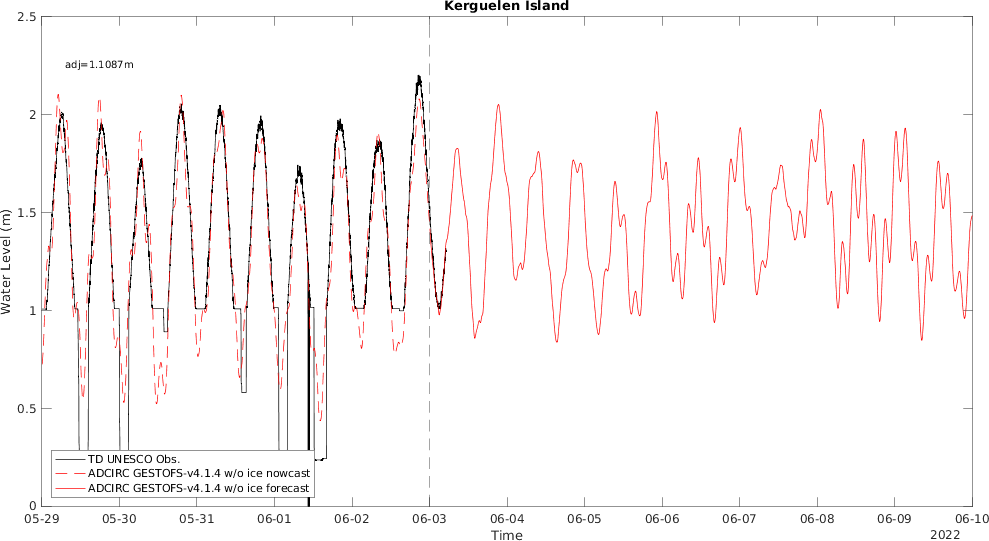 Kerguelen Island
2.5
adj=1.1087m
2
1.5
Water Level (m)
1
0.5
TD UNESCO Obs.
ADCIRC GESTOFS-v4.1.4 w/o ice nowcast
ADCIRC GESTOFS-v4.1.4 w/o ice forecast
0
05-29 05-30 05-31 06-01 06-02 06-03 06-04 06-05 06-06 06-07 06-08 06-09 06-10
Time
2022